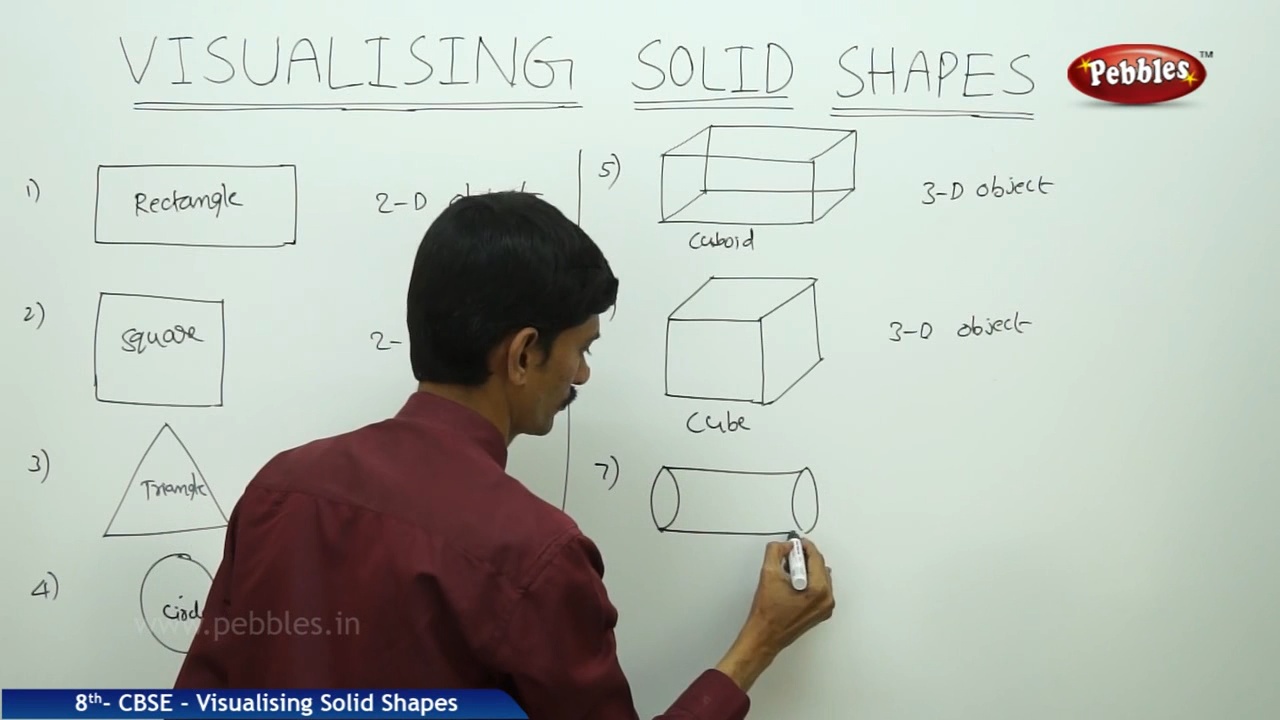 VISUALISING SOLID SHAPES
Pebbles™
1) Rectangle 2-D
2) Square 2-
3) Triangle
4)
5) 3-D object
Cuboid
3-D object
Cube
7)
www.pebbles.in
8th- CBSE - Visualising Solid Shapes